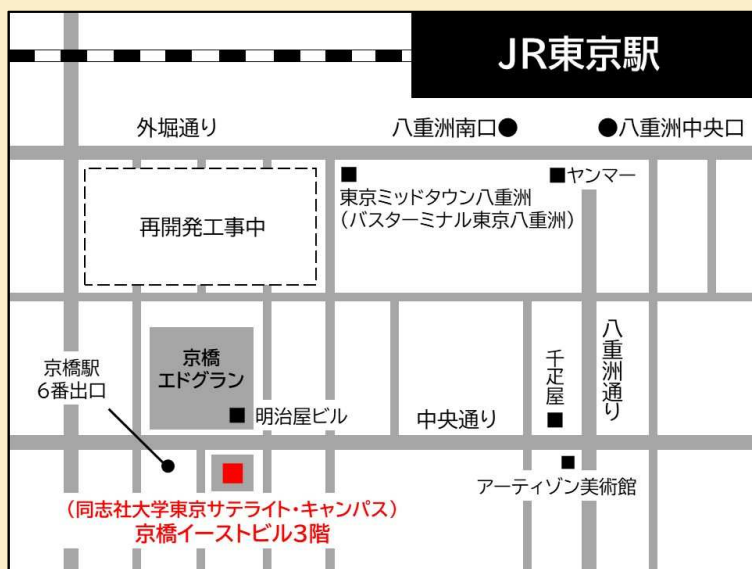 JR東京駅
外堀通り
八重洲南口●
●八重洲中央口
■東京ミッドタウン八重洲
(バスターミナル東京八重洲)
■ヤンマー
再開発工事中
京橋
エドグラン
京橋駅
6番出口
■明治屋ビル
中央通り
千疋屋
八重洲通り
アーティゾン美術館
(同志社大学東京サテライト・キャンパス)
京橋イーストビル3階